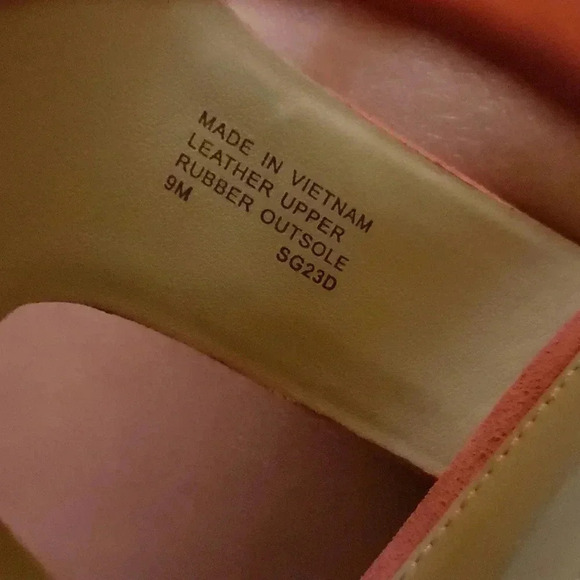 MADE IN VIETNAM
LEATHER UPPER
RUBBER OUTSOLE
9M SG23D